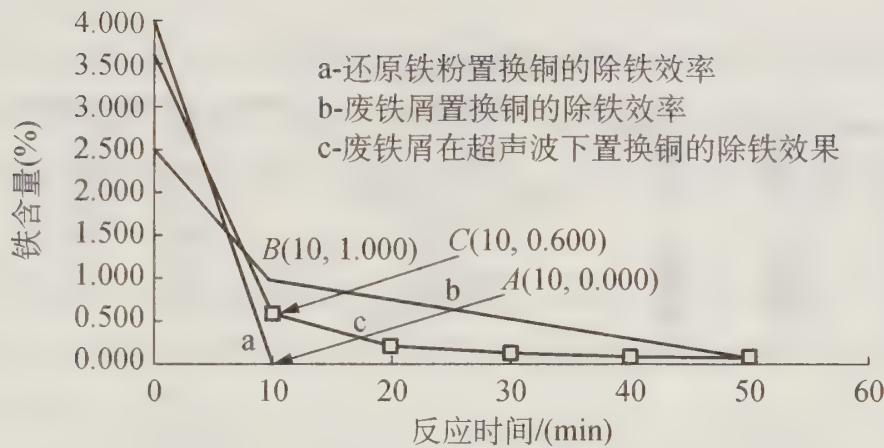 4.000
3.500
3.000
2.500
2.000
1.500
1.000
0.500
0.000
铁含量(%)
a-还原铁粉置换铜的除铁效率
b-废铁屑置换铜的除铁效率
c-废铁屑在超声波下置换铜的除铁效果
B(10, 1.000)
C(10, 0.600)
A(10, 0.000)
b
a
c
0 10 20 30 40 50 60
反应时间/(min)